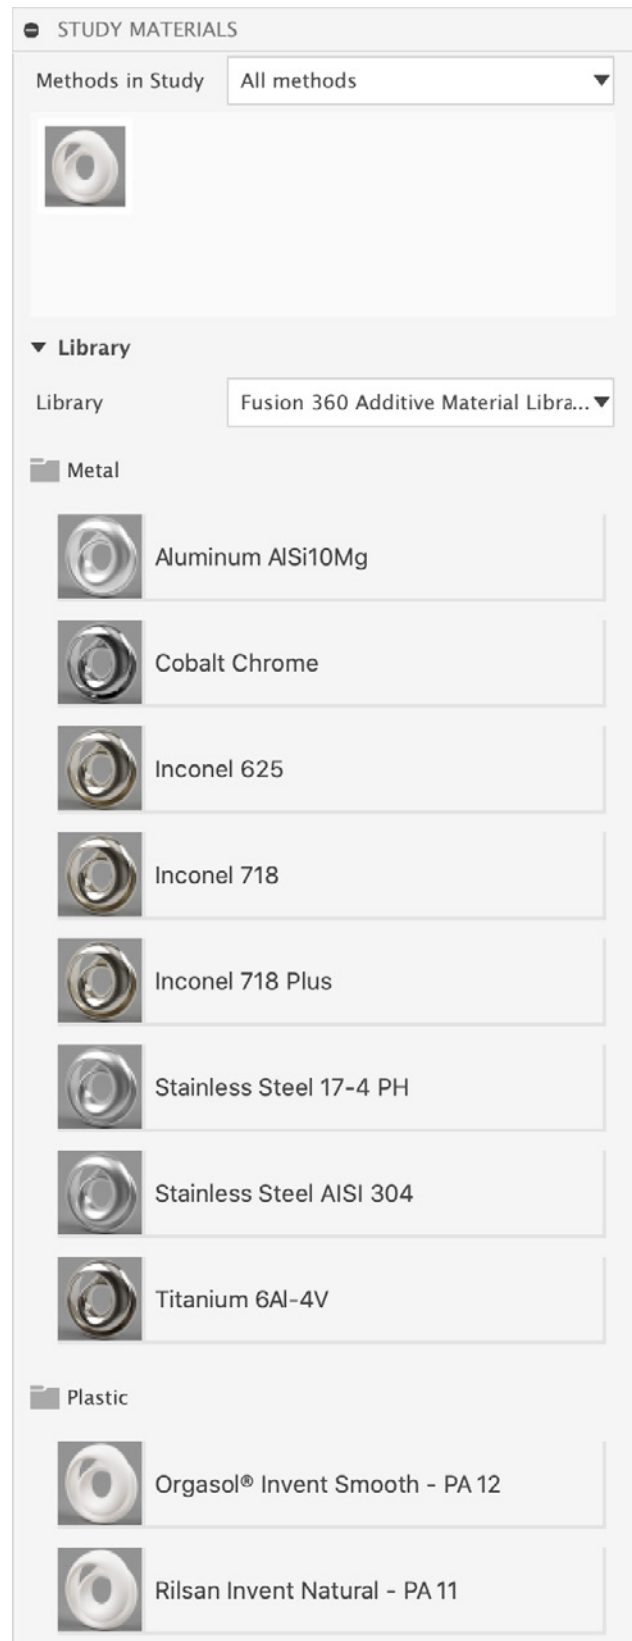 STUDY MATERIALS
Methods in Study All methods
Library
Library Fusion 360 Additive Material Libra...
Metal
Aluminum AlSi10Mg
Cobalt Chrome
Inconel 625
Inconel 718
Inconel 718 Plus
Stainless Steel 17-4 PH
Stainless Steel AISI 304
Titanium 6Al-4V
Plastic
Orgasol® Invent Smooth - PA 12
Rilsan Invent Natural - PA 11